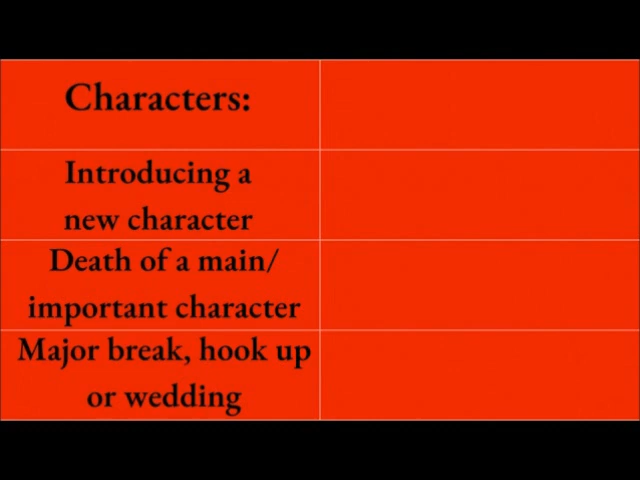 Characters:
Introducing a
new character
Death of a main/
important character
Major break, hook up
or wedding